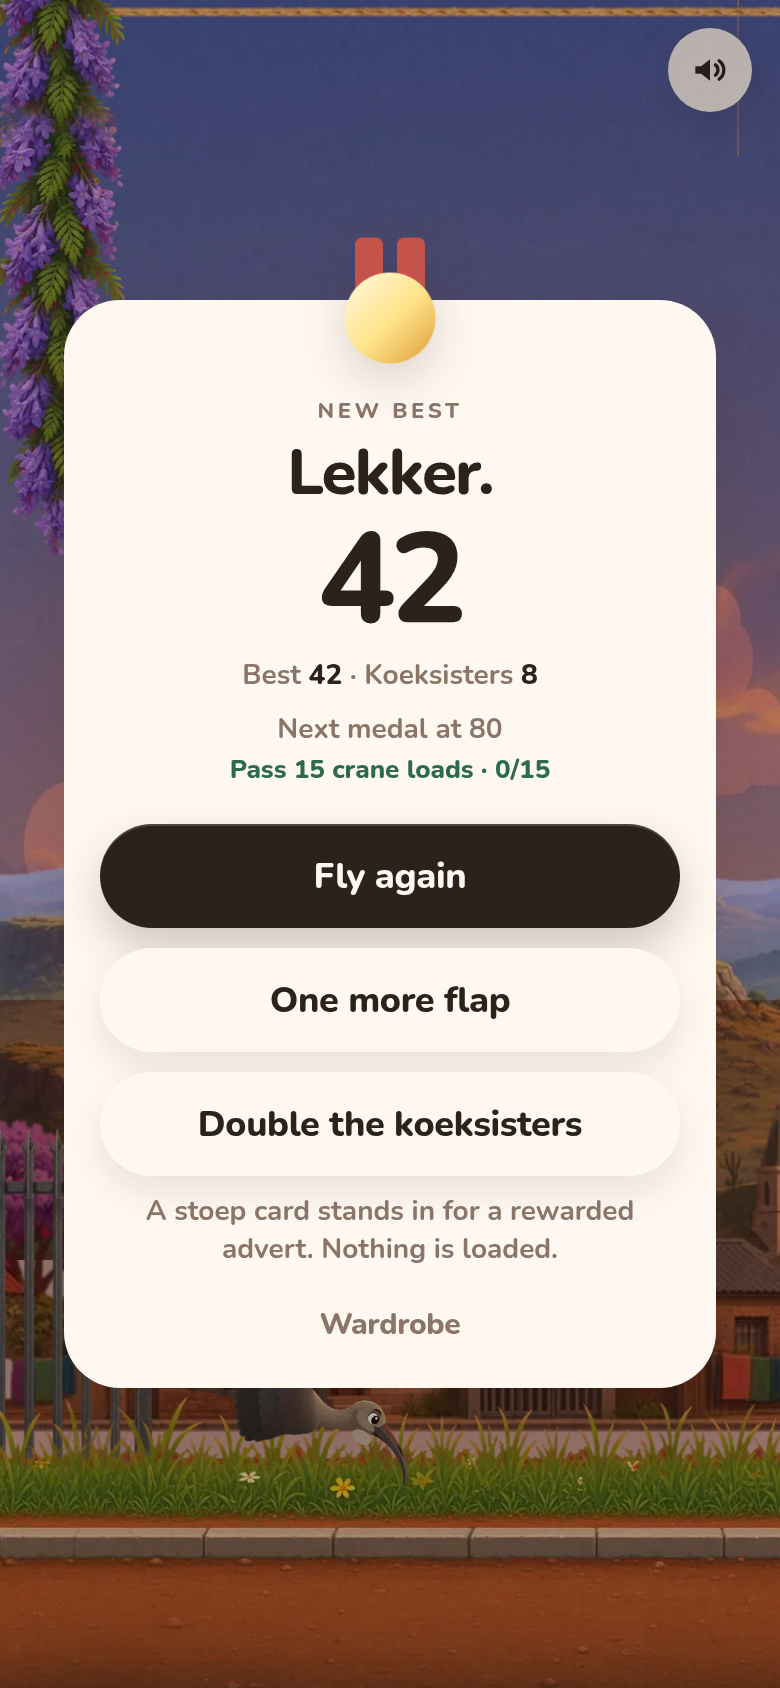 NEW BEST
Lekker.
42
Best 42 · Koeksisters 8
Next medal at 80
Pass 15 crane loads · 0/15
Fly again
One more flap
Double the koeksisters
A stoep card stands in for a rewarded
advert. Nothing is loaded.
Wardrobe